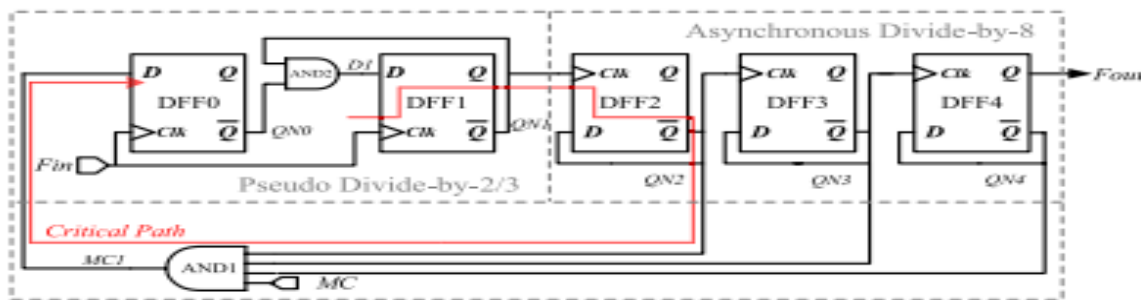 Asynchronous Divide-by-8
D Q
DFF0
Clk Q
AND2
D1
D Q
DFF1
Clk Q
Clk Q
DFF2
D Q
Clk Q
DFF3
D Q
Clk Q
DFF4
D Q
Fout
QN0
QN1
Fin
Pseudo Divide-by-2/3
QN2
QN3
QN4
Critical Path
MC1
AND1
MC